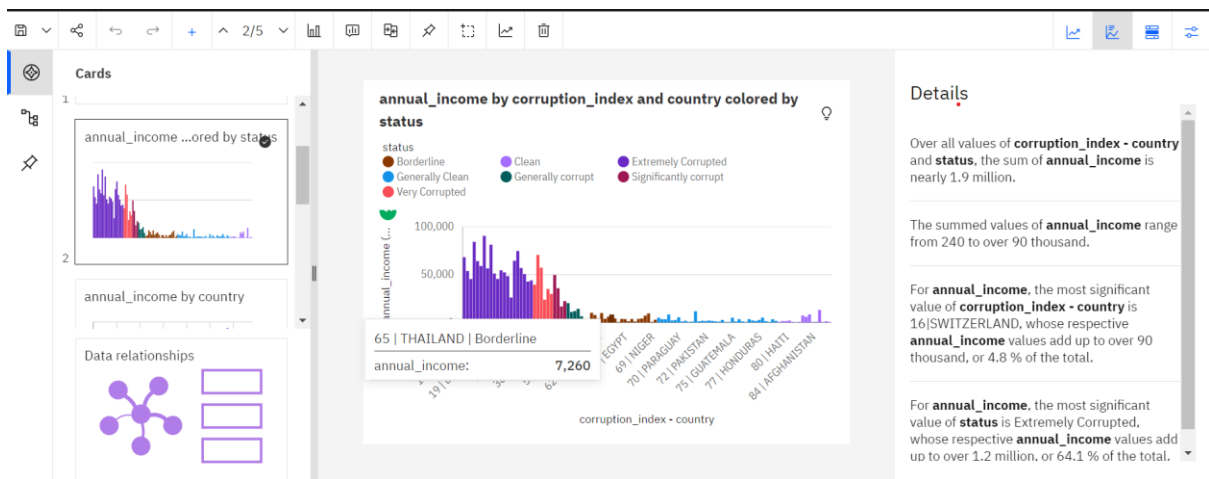 2/5
Cards
1
annual_income ...ored by status
2
annual_income by country
Data relationships
annual_income by corruption_index and country colored by
status
status
Borderline
Clean
Extremely Corrupted
Generally Clean
Generally corrupt
Significantly corrupt
Very Corrupted
annual_income (...
100,000
50,000
65 | THAILAND | Borderline
annual_income: 7,260
EGYPT
69 | NIGER
70 | PARAGUAY
72 | PAKISTAN
75 | GUATEMALA
77 | HONDURAS
80 | HAITI
84 | AFGHANISTAN
corruption_index - country
Details
Over all values of corruption_index - country
and status, the sum of annual_income is
nearly 1.9 million.
The summed values of annual_income range
from 240 to over 90 thousand.
For annual_income, the most significant
value of corruption_index - country is
16|SWITZERLAND, whose respective
annual_income values add up to over 90
thousand, or 4.8 % of the total.
For annual_income, the most significant
value of status is Extremely Corrupted,
whose respective annual_income values add
up to over 1.2 million, or 64.1 % of the total.